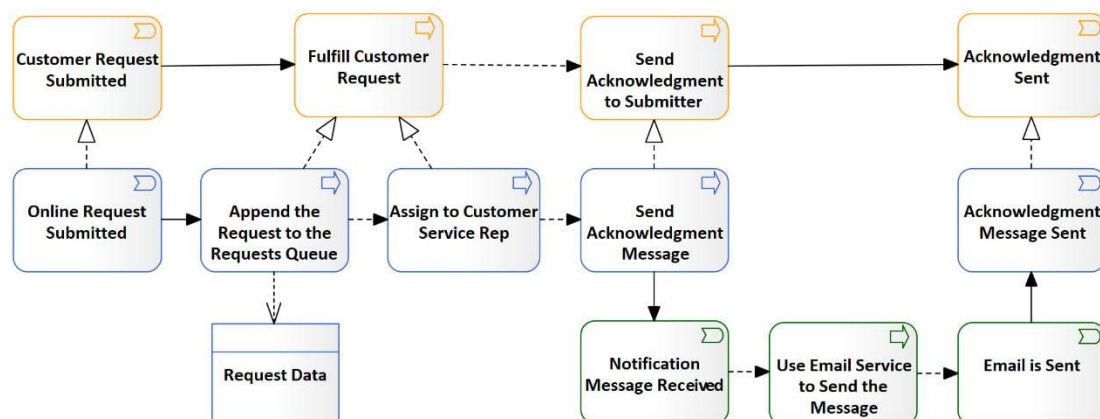 Customer Request
Submitted
Fulfill Customer
Request
Send
Acknowledgment
to Submitter
Acknowledgment
Sent
Online Request
Submitted
Append the
Request to the
Requests Queue
Assign to Customer
Service Rep
Send
Acknowledgment
Message
Acknowledgment
Message Sent
Request Data
Notification
Message Received
Use Email Service
to Send the
Message
Email is Sent